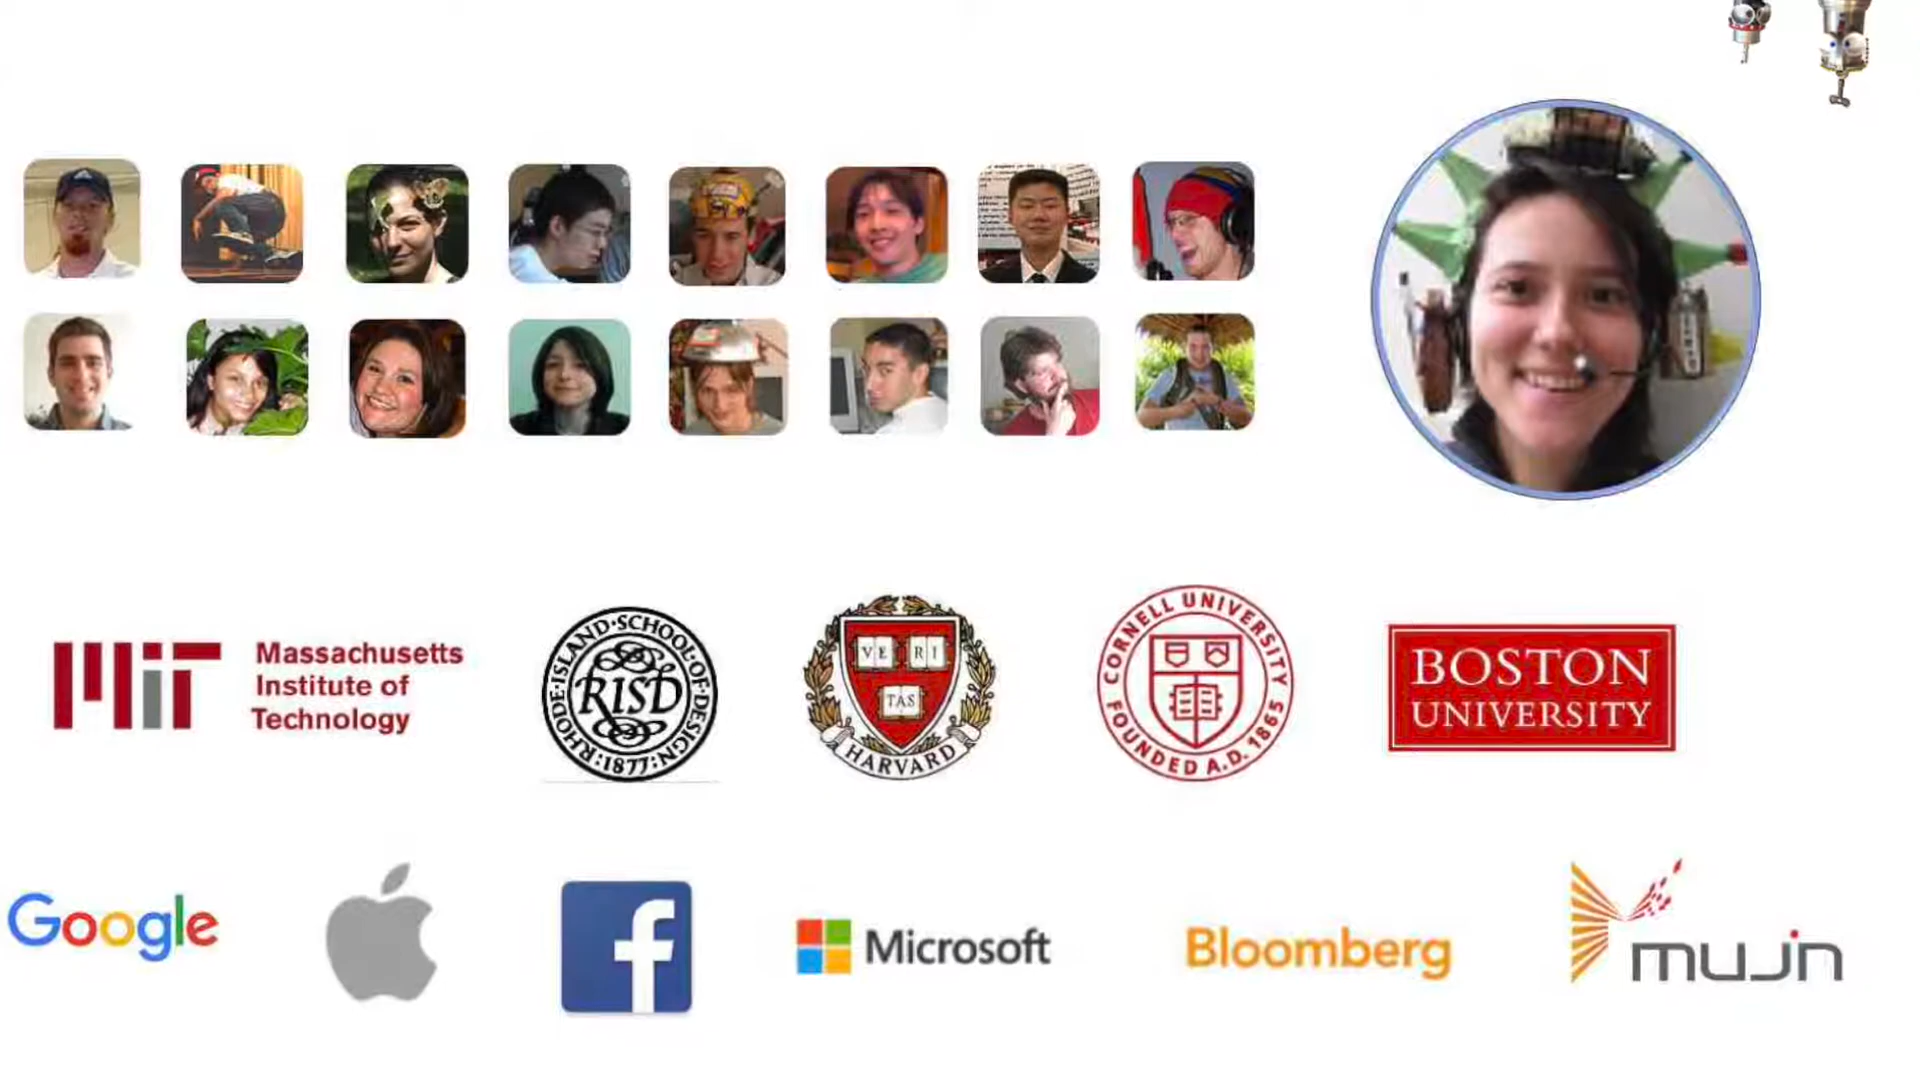 Massachusetts
Institute of
Technology
MIT
RHODE·ISLAND·SCHOOL·OF·DESIGN
RISD
:1877:
VE RI
TAS
HARVARD
CORNELL UNIVERSITY
FOUNDED A.D. 1865
BOSTON
UNIVERSITY
Google
f
Microsoft
Bloomberg
mujin